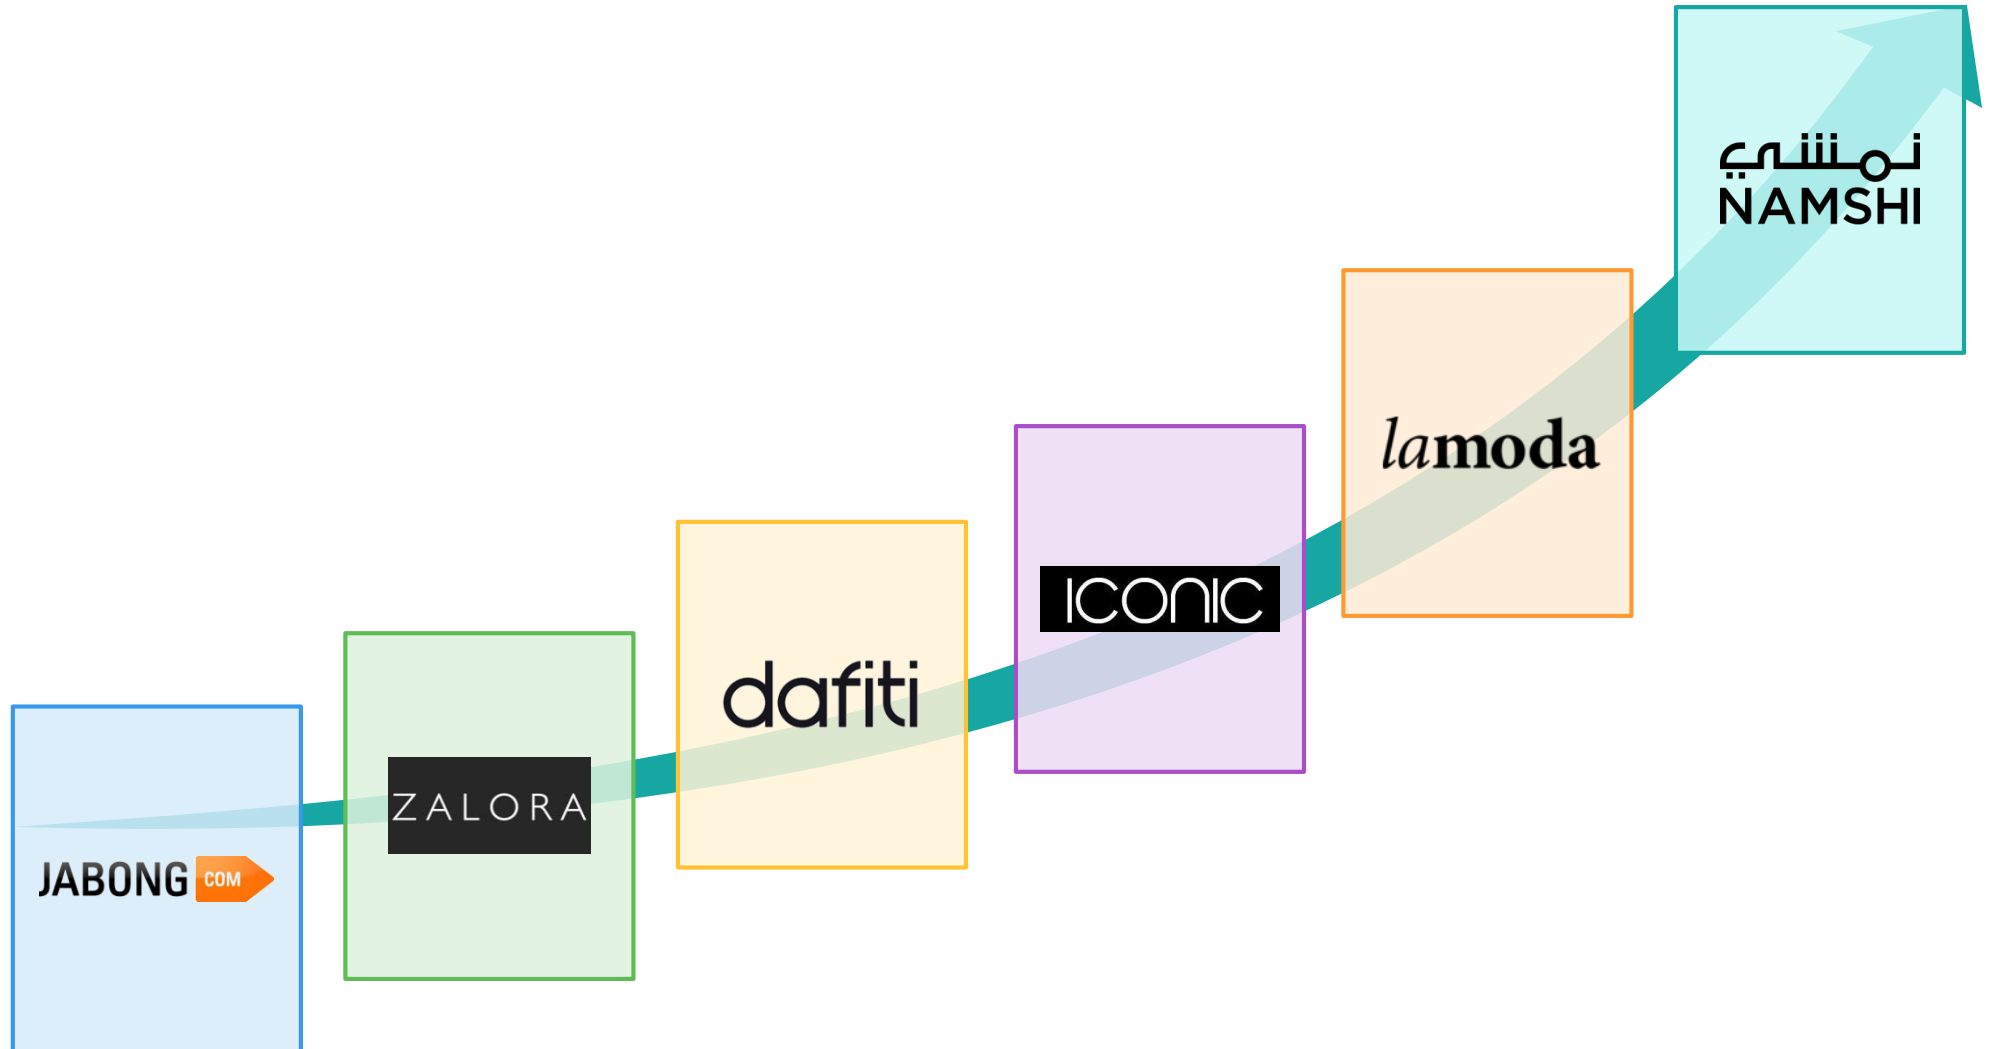 JABONG COM
ZALORA
dafiti
ICONIC
lamoda
نمشي
NAMSHI